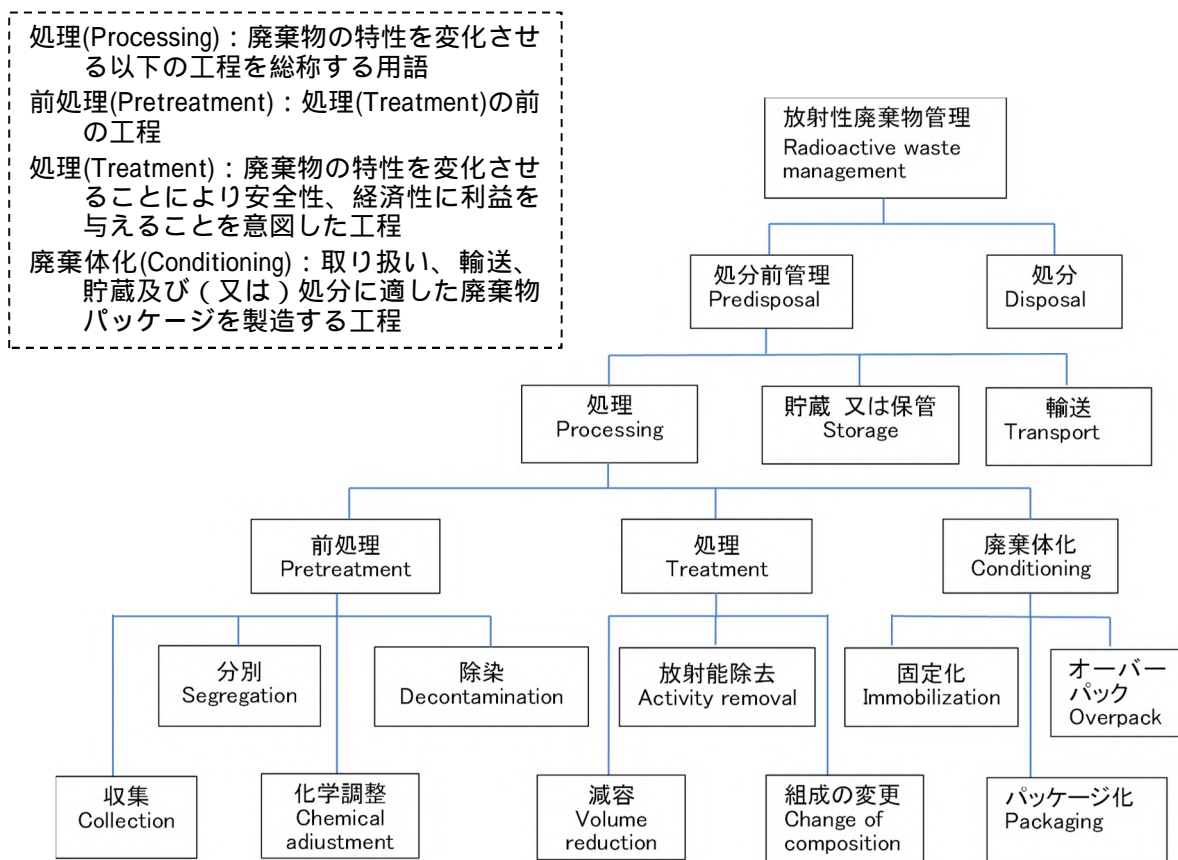 処理(Processing)：廃棄物の特性を変化させ
る以下の工程を総称する用語
前処理(Pretreatment)：処理(Treatment)の前
の工程
処理(Treatment)：廃棄物の特性を変化させ
ることにより安全性、経済性に利益を
与えることを意図した工程
廃棄体化(Conditioning)：取り扱い、輸送、
貯蔵及び（又は）処分に適した廃棄物
パッケージを製造する工程
放射性廃棄物管理
Radioactive waste
management
処分前管理
Predisposal
処分
Disposal
処理
Processing
貯蔵 又は保管
Storage
輸送
Transport
前処理
Pretreatment
処理
Treatment
廃棄体化
Conditioning
分別
Segregation
除染
Decontamination
放射能除去
Activity removal
固定化
Immobilization
オーバー
パック
Overpack
収集
Collection
化学調整
Chemical
adiustment
減容
Volume
reduction
組成の変更
Change of
composition
パッケージ化
Packaging